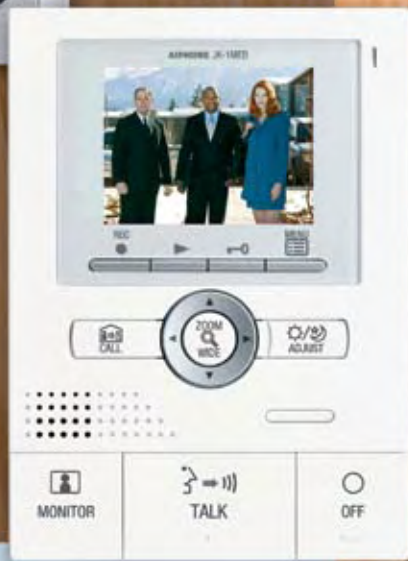 AIPHONE JK-1MED
REC
MENU
CALL
ZOOM
WIDE
ADJUST
MONITOR
TALK
OFF